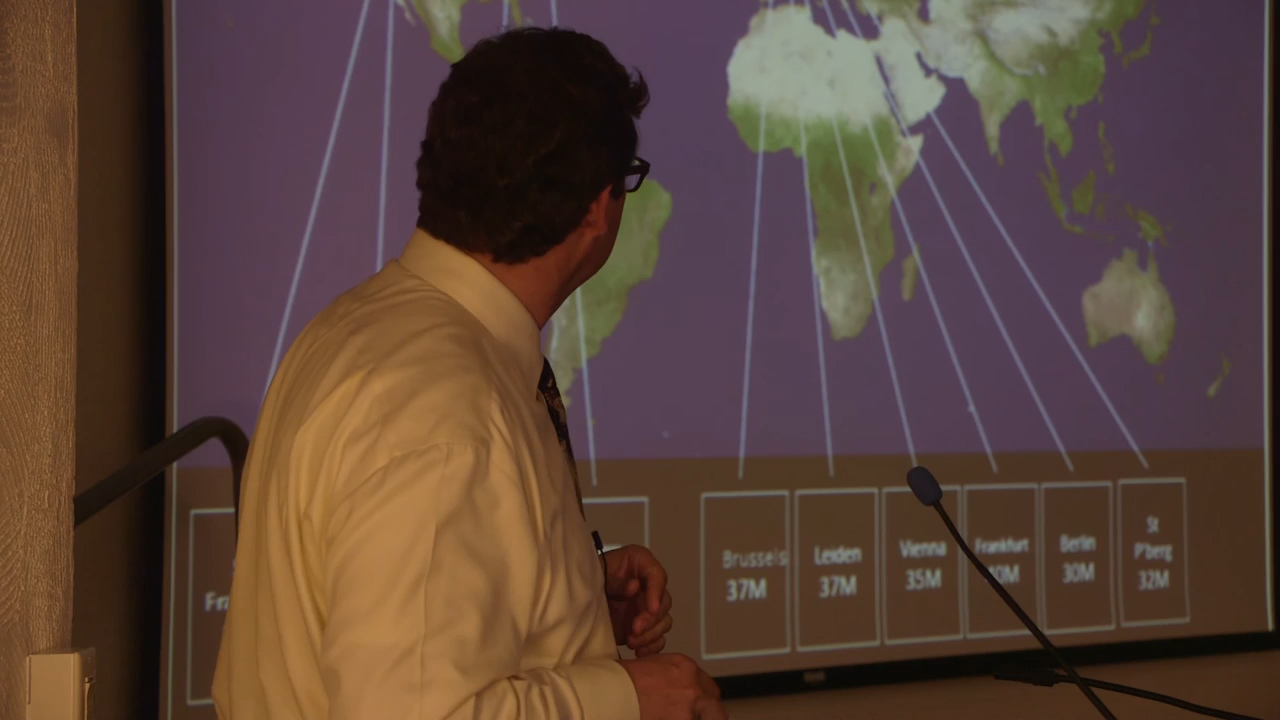 Brussels
37M
Leiden
37M
Vienna
35M
Frankfurt
Berlin
30M
St
P'berg
32M